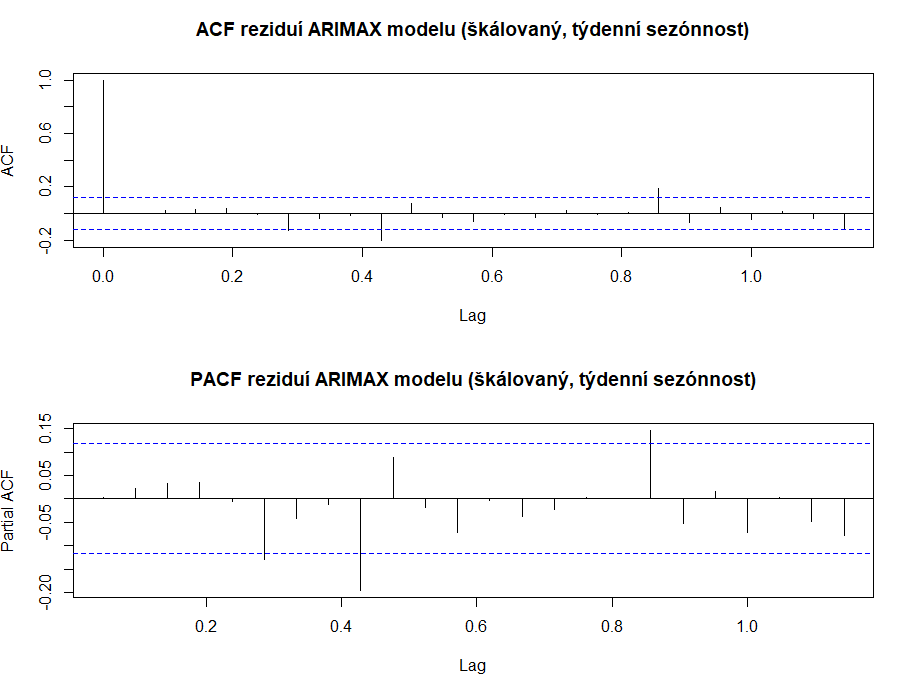 ACF reziduí ARIMAX modelu (škálovaný, týdenní sezónnost)
ACF
1.0
0.6
0.2
-0.2
0.0 0.2 0.4 0.6 0.8 1.0
Lag
PACF reziduí ARIMAX modelu (škálovaný, týdenní sezónnost)
Partial ACF
0.15
0.05
-0.05
-0.20
0.2 0.4 0.6 0.8 1.0
Lag